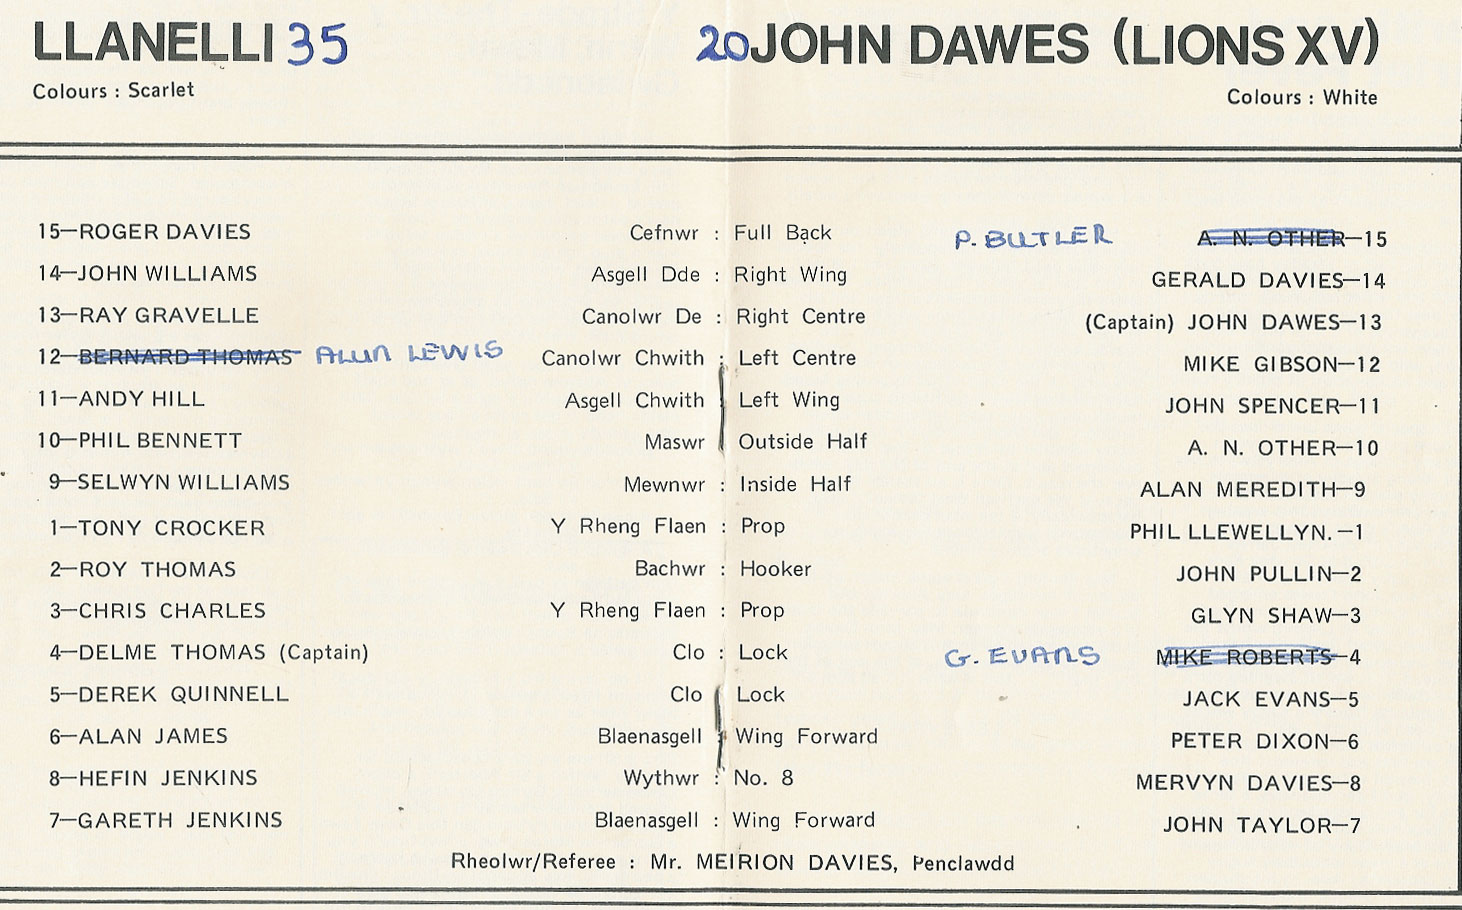 LLANELLI 35 20 JOHN DAWES (LIONS XV)
Colours : Scarlet Colours : White
15—ROGER DAVIES Cefnwr : Full Back P. BUTLER A. N. OTHER—15
14—JOHN WILLIAMS Asgell Dde : Right Wing GERALD DAVIES—14
13—RAY GRAVELLE Canolwr De : Right Centre (Captain) JOHN DAWES—13
12—BERNARD THOMAS ALUN LEWIS Canolwr Chwith : Left Centre MIKE GIBSON—12
11—ANDY HILL Asgell Chwith Left Wing JOHN SPENCER—11
10—PHIL BENNETT Maswr Outside Half A. N. OTHER—10
9—SELWYN WILLIAMS Mewnwr : Inside Half ALAN MEREDITH—9
1—TONY CROCKER Y Rheng Flaen : Prop PHIL LLEWELLYN.—1
2—ROY THOMAS Bachwr : Hooker JOHN PULLIN—2
3—CHRIS CHARLES Y Rheng Flaen : Prop GLYN SHAW—3
4—DELME THOMAS (Captain) Clo : Lock G. EVANS MIKE ROBERTS—4
5—DEREK QUINNELL Clo Lock JACK EVANS—5
6—ALAN JAMES Blaenasgell : Wing Forward PETER DIXON—6
8—HEFIN JENKINS Wythwr : No. 8 MERVYN DAVIES—8
7—GARETH JENKINS Blaenasgell : Wing Forward JOHN TAYLOR—7
Rheolwr/Referee : Mr. MEIRION DAVIES, Penclawdd